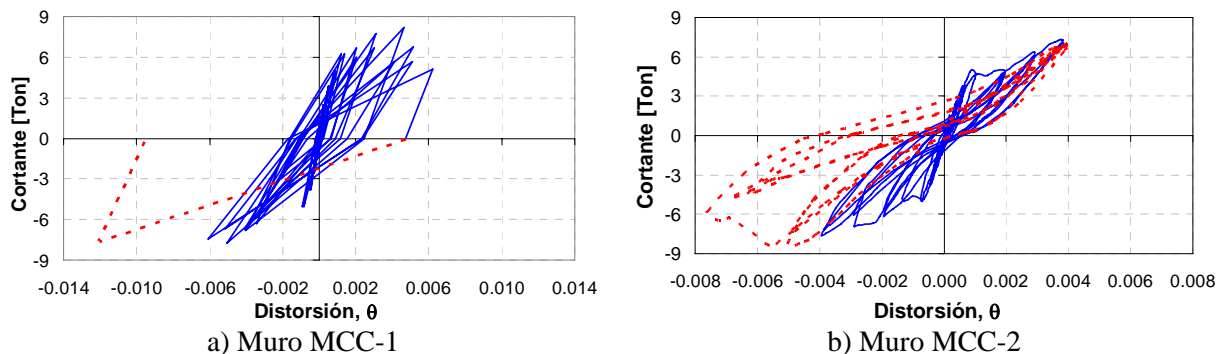 9
6
3
0
-3
-6
-9
Cortante [Ton]
-0.014 -0.010 -0.006 -0.002 0.002 0.006 0.010 0.014
Distorsión, θ
a) Muro MCC-1
9
6
3
0
-3
-6
-9
Cortante [Ton]
-0.008 -0.006 -0.004 -0.002 0.000 0.002 0.004 0.006 0.008
Distorsión, θ
b) Muro MCC-2